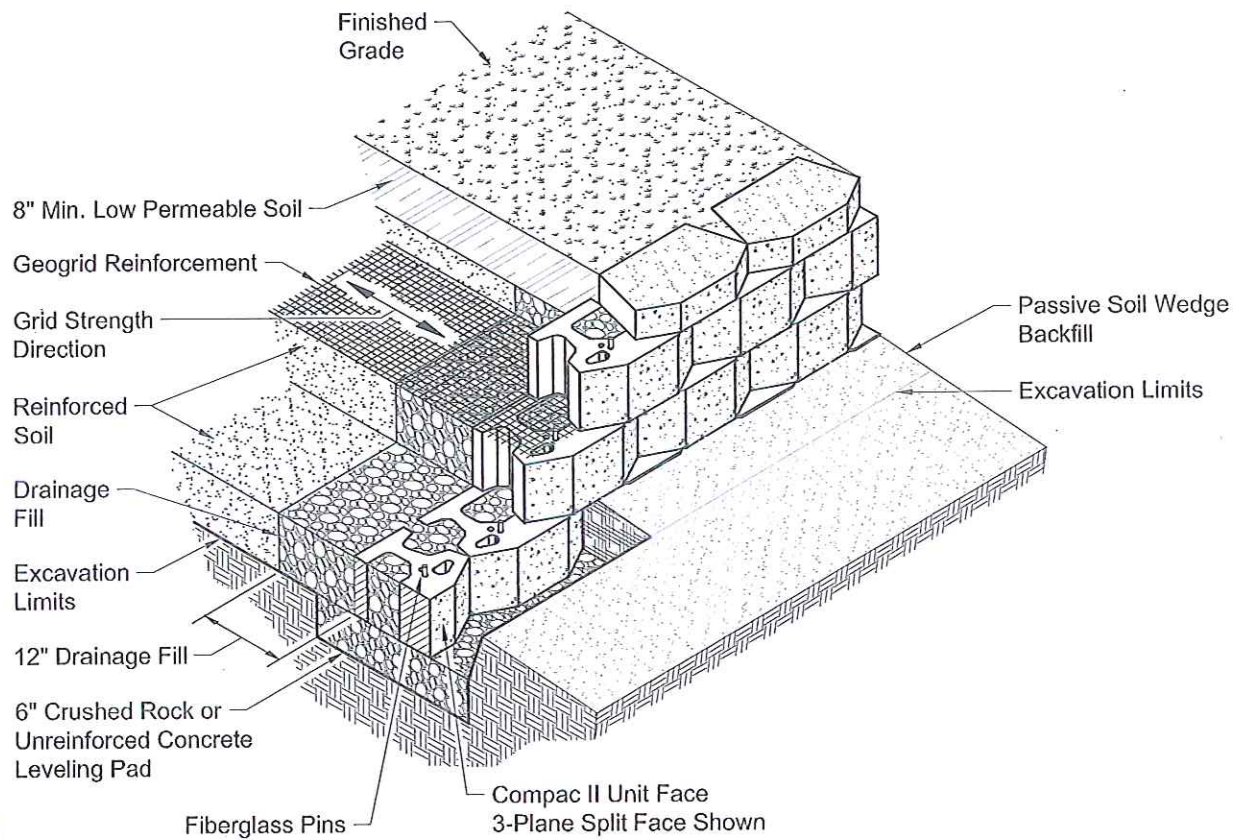 Finished
Grade
8" Min. Low Permeable Soil
Geogrid Reinforcement
Grid Strength
Direction
Reinforced
Soil
Drainage
Fill
Excavation
Limits
12" Drainage Fill
6" Crushed Rock or
Unreinforced Concrete
Leveling Pad
Fiberglass Pins
Compac II Unit Face
3-Plane Split Face Shown
Passive Soil Wedge
Backfill
Excavation Limits